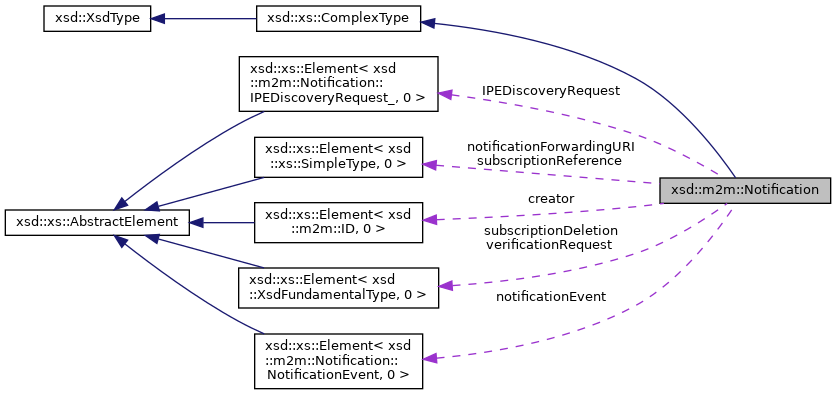 xsd::XsdType
xsd::xs::ComplexType
xsd::xs::Element< xsd
::m2m::Notification::
IPEDiscoveryRequest_, 0 >
IPEDiscoveryRequest
xsd::xs::Element< xsd
::xs::SimpleType, 0 >
notificationForwardingURI
subscriptionReference
xsd::m2m::Notification
xsd::xs::AbstractElement
xsd::xs::Element< xsd
::m2m::ID, 0 >
creator
xsd::xs::Element< xsd
::XsdFundamentalType, 0 >
subscriptionDeletion
verificationRequest
xsd::xs::Element< xsd
::m2m::Notification::
NotificationEvent, 0 >
notificationEvent